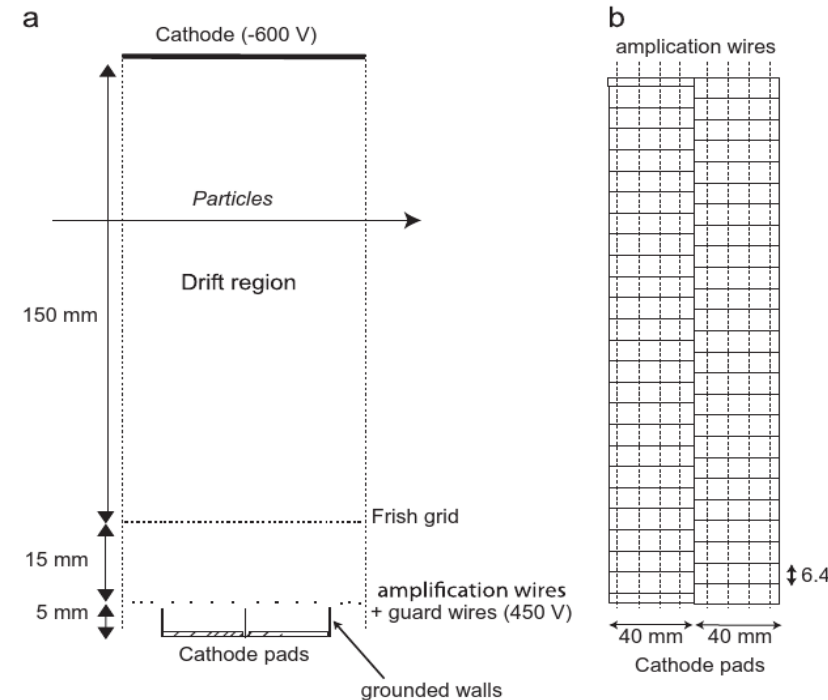 a
Cathode (-600 V)
Particles
Drift region
150 mm
Frish grid
15 mm
amplification wires
5 mm
+ guard wires (450 V)
Cathode pads
grounded walls
b
amplication wires
6.4
40 mm
40 mm
Cathode pads